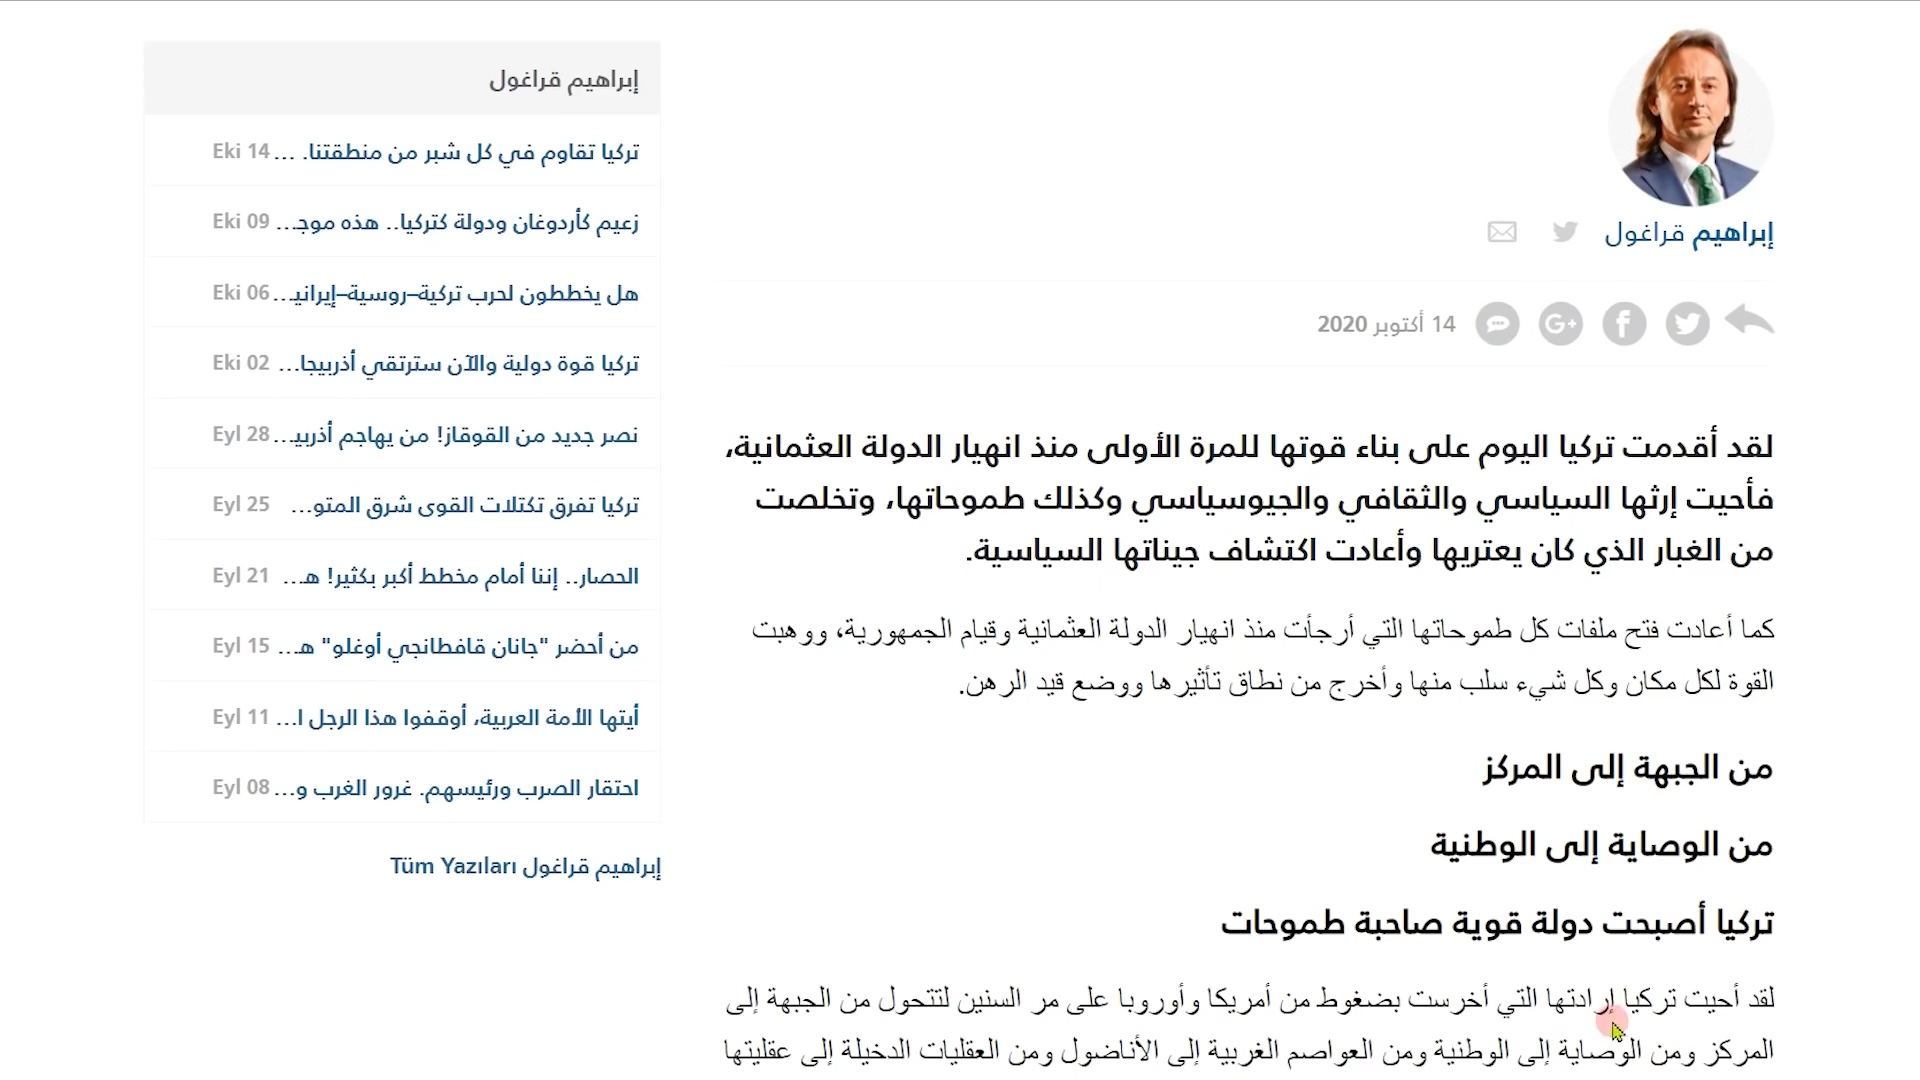 إبراهيم قراغول
14 أكتوبر 2020
لقد أقدمت تركيا اليوم على بناء قوتها للمرة الأولى منذ انهيار الدولة العثمانية،
فأحيت إرثها السياسي والثقافي والجيوسياسي وكذلك طموحاتها، وتخلصت
من الغبار الذي كان يعتريها وأعادت اكتشاف جيناتها السياسية.
كما أعادت فتح ملفات كل طموحاتها التي أرجأت منذ انهيار الدولة العثمانية وقيام الجمهورية، ووهبت
القوة لكل مكان وكل شيء سلب منها وأخرج من نطاق تأثيرها ووضع قيد الرهن.
من الجبهة إلى المركز
من الوصاية إلى الوطنية
تركيا أصبحت دولة قوية صاحبة طموحات
لقد أحيت تركيا إرادتها التي أخرست بضغوط من أمريكا وأوروبا على مر السنين لتتحول من الجبهة إلى
المركز ومن الوصاية إلى الوطنية ومن العواصم الغربية إلى الأناضول ومن العقليات الدخيلة إلى عقليتها
إبراهيم قراغول
تركيا تقاوم في كل شبر من منطقتنا. ... Eki 14
زعيم كأردوغان ودولة كتركيا.. هذه موجـ... Eki 09
هل يخططون لحرب تركية–روسية–إيرانيـ... Eki 06
تركيا قوة دولية والآن سترتقي أذربيجا... Eki 02
نصر جديد من القوقاز! من يهاجم أذربيـ... Eyl 28
تركيا تفرق تكتلات القوى شرق المتو... Eyl 25
الحصار.. إننا أمام مخطط أكبر بكثير! هـ... Eyl 21
من أحضر "جانان قافطانجي أوغلو" هـ... Eyl 15
أيتها الأمة العربية، أوقفوا هذا الرجل ا... Eyl 11
احتقار الصرب ورئيسهم. غرور الغرب و... Eyl 08
إبراهيم قراغول Tüm Yazıları